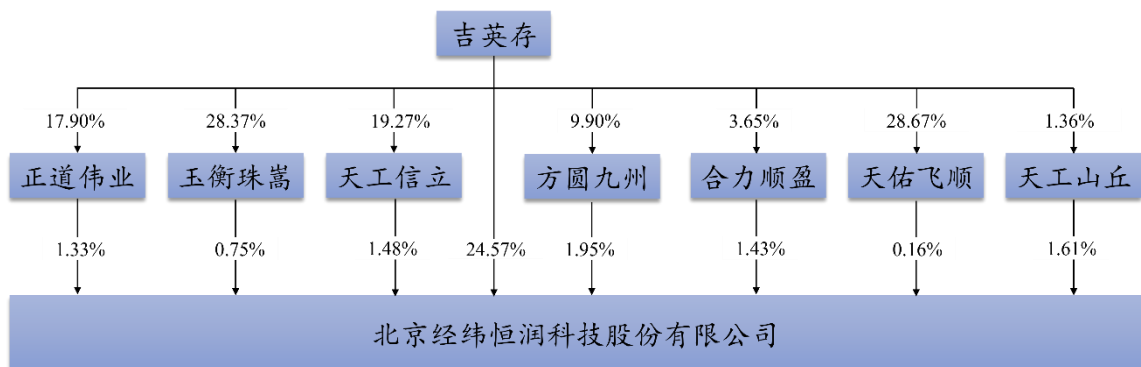 吉英存
17.90% 28.37% 19.27% 9.90% 3.65% 28.67% 1.36%
正道伟业 玉衡珠嵩 天工信立 方圆九州 合力顺盈 天佑飞顺 天工山丘
1.33% 0.75% 1.48% 24.57% 1.95% 1.43% 0.16% 1.61%
北京经纬恒润科技股份有限公司